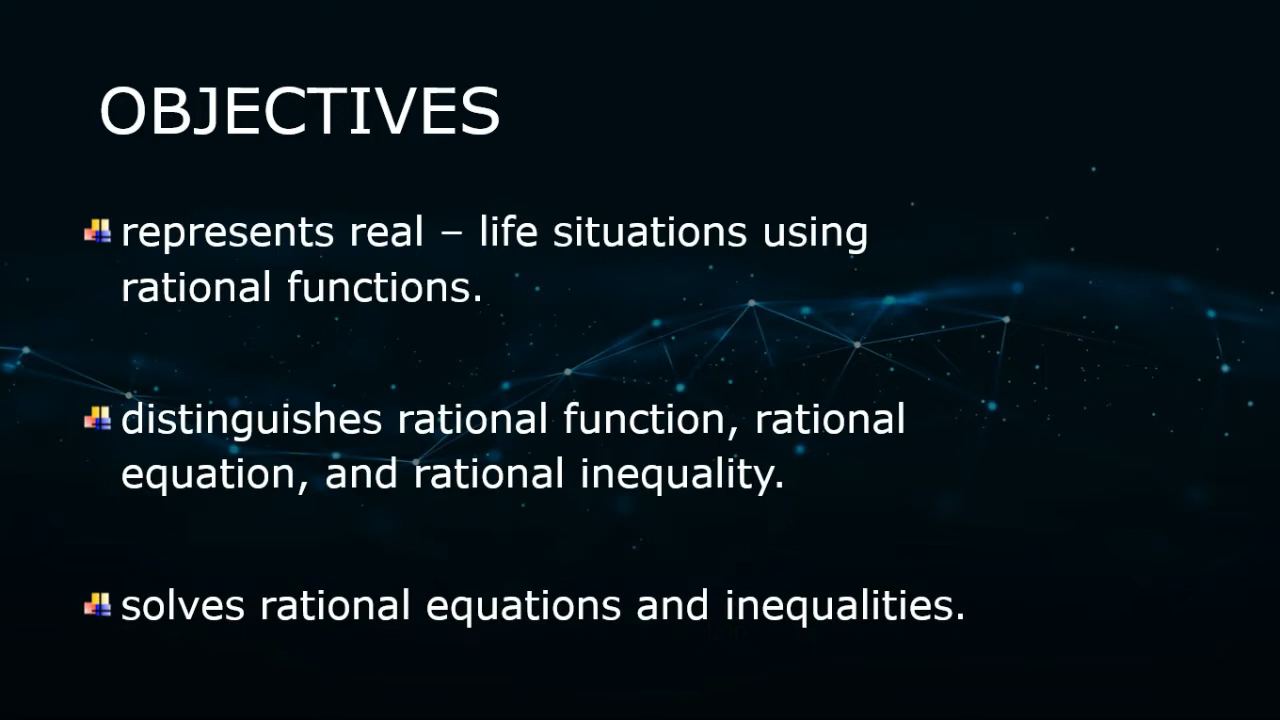 OBJECTIVES
represents real – life situations using
rational functions.
distinguishes rational function, rational
equation, and rational inequality.
solves rational equations and inequalities.